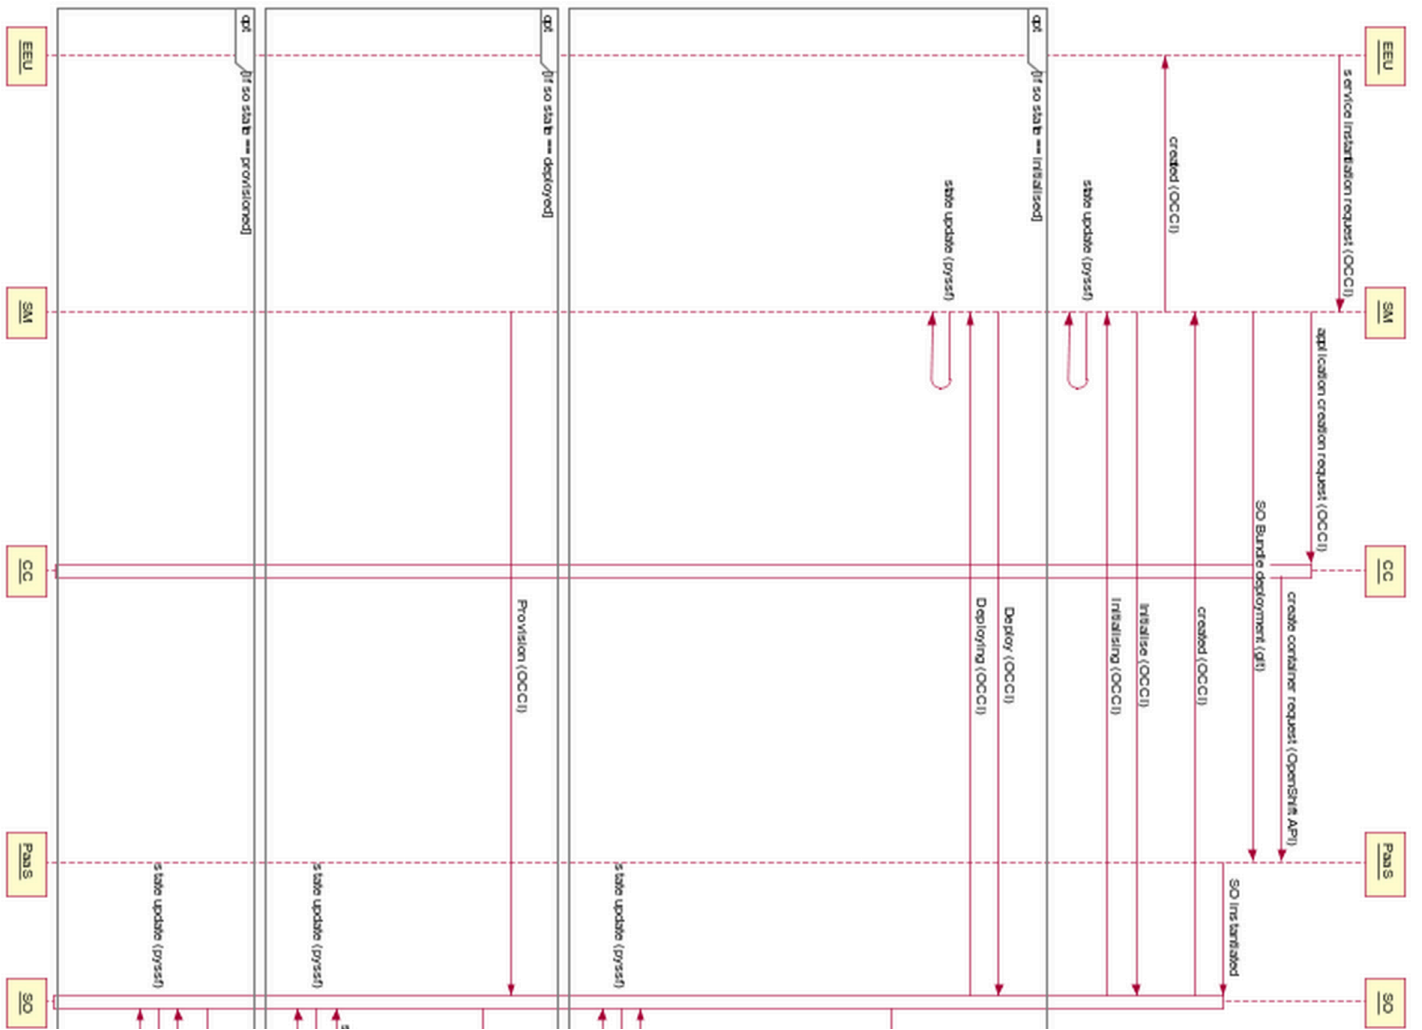 EEU
SM
CC
PaaS
SO
service instantiation request (OCCI)
application creation request (OCCI)
create container request (OpenShift API)
SO Bundle deployment (git)
SO instantiated
created (OCCI)
created (OCCI)
Initialise (OCCI)
Initialising (OCCI)
state update (pyssf)
opt
[if so state == initialised]
Deploy (OCCI)
Deploying (OCCI)
state update (pyssf)
state update (pyssf)
opt
[if so state == deployed]
Provision (OCCI)
state update (pyssf)
opt
[if so state == provisioned]
state update (pyssf)
EEU
SM
CC
PaaS
SO